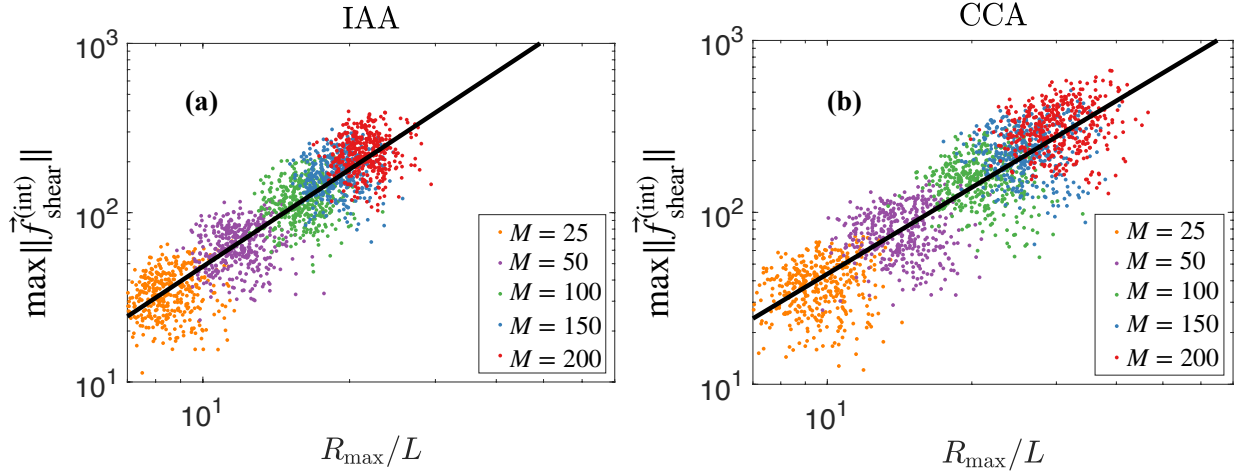 IAA
(a)
10^3
10^2
10^1
10^1
max||f⃗^(int)_shear||
R_max/L
M = 25
M = 50
M = 100
M = 150
M = 200
CCA
(b)
10^3
10^2
10^1
10^1
max||f⃗^(int)_shear||
R_max/L
M = 25
M = 50
M = 100
M = 150
M = 200